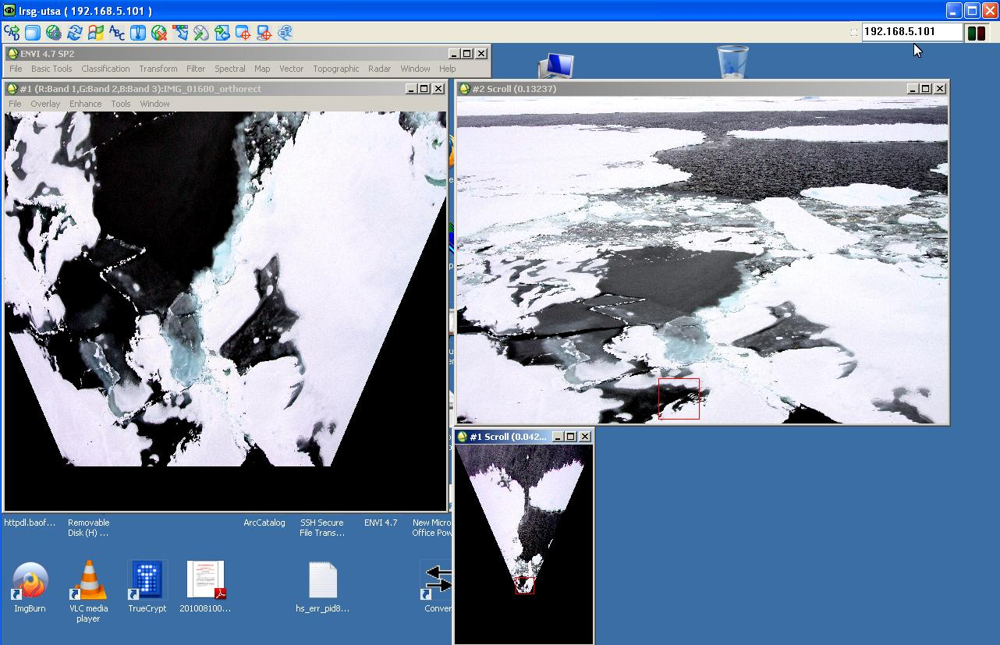 lrsg-utsa ( 192.168.5.101 )
CAD
ABC
192.168.5.101
ENVI 4.7 SP2
File Basic Tools Classification Transform Filter Spectral Map Vector Topographic Radar Window Help
#1 (R:Band 1,G:Band 2,B:Band 3):IMG_01600_orthorect
File Overlay Enhance Tools Window
#2 Scroll (0.13237)
#1 Scroll (0.042...
httpdl.baof...
Removable
Disk (H) ...
ArcCatalog
SSH Secure
File Trans...
ENVI 4.7
New Micro
Office Pow
ImgBurn
VLC media
player
TrueCrypt
201008100...
hs_err_pid8...
Conver